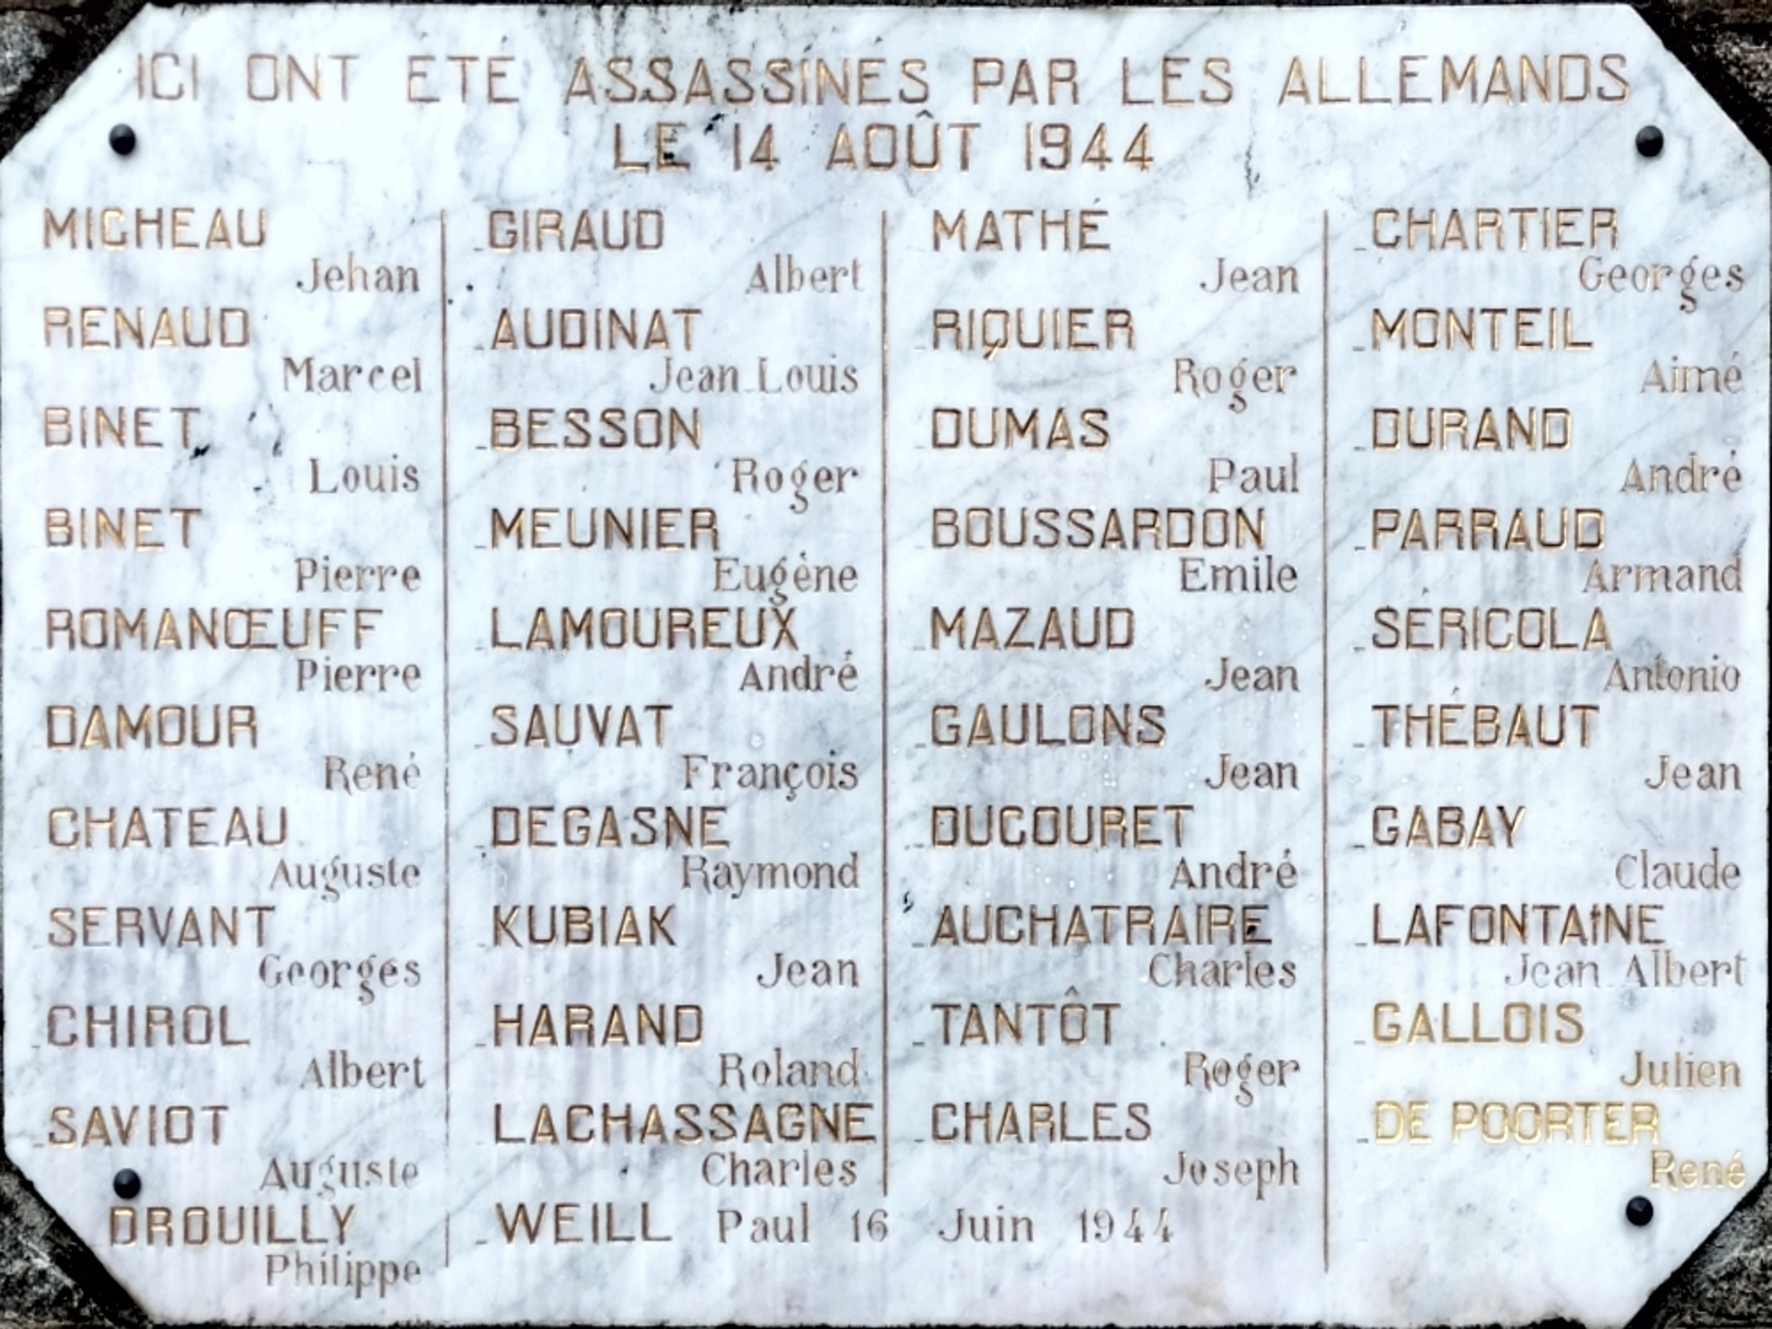 ICI ONT ÉTÉ ASSASSINÉS PAR LES ALLEMANDS
LE 14 AOÛT 1944
MICHEAU
Jehan
RENAUD
Marcel
BINET
Louis
BINET
Pierre
ROMANŒUFF
Pierre
DAMOUR
René
CHATEAU
Auguste
SERVANT
Georges
CHIROL
Albert
SAVIOT
Auguste
DROUILLY
Philippe
GIRAUD
Albert
AUDINAT
Jean Louis
BESSON
Roger
MEUNIER
Eugène
LAMOUREUX
André
SAUVAT
François
DEGASNE
Raymond
KUBIAK
Jean
HARAND
Roland
LACHASSAGNE
Charles
WEILL Paul 16 Juin 1944
MATHÉ
Jean
RIQUIER
Roger
DUMAS
Paul
BOUSSARDON
Emile
MAZAUD
Jean
GAULONS
Jean
DUCOURET
André
AUCHATRAIRE
Charles
TANTÔT
Roger
CHARLES
Joseph
CHARTIER
Georges
MONTEIL
Aimé
DURAND
André
PARRAUD
Armand
SERICOLA
Antonio
THÉBAUT
Jean
GABAY
Claude
LAFONTAINE
Jean Albert
GALLOIS
Julien
DE POORTER
René